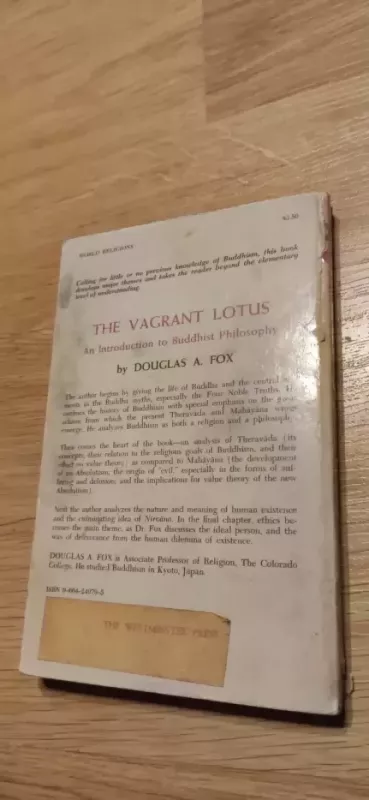 WORLD RELIGIONS
Calling for little or no previous knowledge of Buddhism, this book
develops major themes and takes the reader beyond the elementary
level of understanding.
THE VAGRANT LOTUS
An Introduction to Buddhist Philosophy
by DOUGLAS A. FOX
The author begins by giving the life of Buddha and the central
in the Buddha myths, especially the Four Noble Truths.
the history of Buddhism with special emphasis on the
from which the present Theravada and Mahāyāna
emerge. He analyzes Buddhism as both a religion and a philosophy.
Then comes the heart of the book—an analysis of Theravāda (its
concepts, their relation to the religious goals of Buddhism, and their
effect on value theory) as compared to Mahāyāna (the development
of an Absolutism; the origin of "evil," especially in the forms of suf-
fering and delusion; and the implications for value theory of the new
Absolutism).
Next the author analyzes the nature and meaning of human existence
and the culminating idea of Nirvana. In the final chapter, ethics be-
comes the main theme, as Dr. Fox discusses the ideal person, and the
way of deliverance from the human dilemma of existence.
DOUGLAS A. FOX is Associate Professor of Religion, The Colorado
College. He studied Buddhism in Kyoto, Japan.
THE WESTMINSTER PRESS